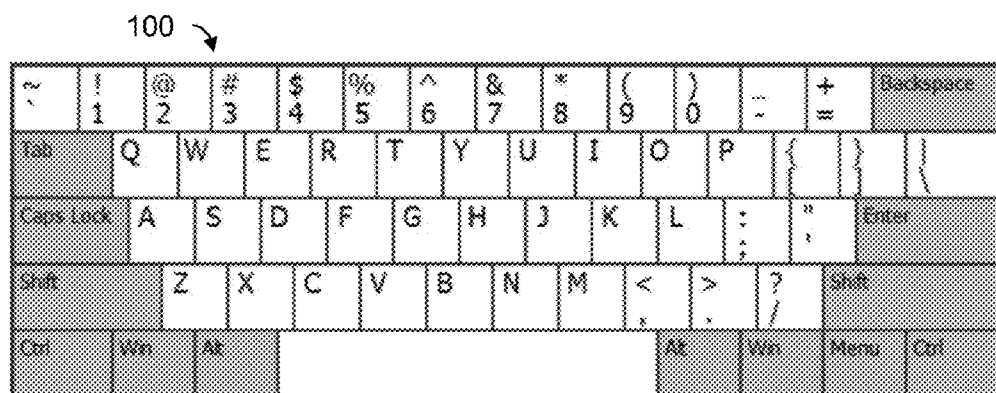 100
~ ! @ # $ % ^ & * ( ) _ + Backspace
` 1 2 3 4 5 6 7 8 9 0 - =
Tab Q W E R T Y U I O P { } |
[ ] \
Caps Lock A S D F G H J K L : " Enter
; '
Shift Z X C V B N M < > ? Shift
, . /
Ctrl Win Alt Alt Win Menu Ctrl